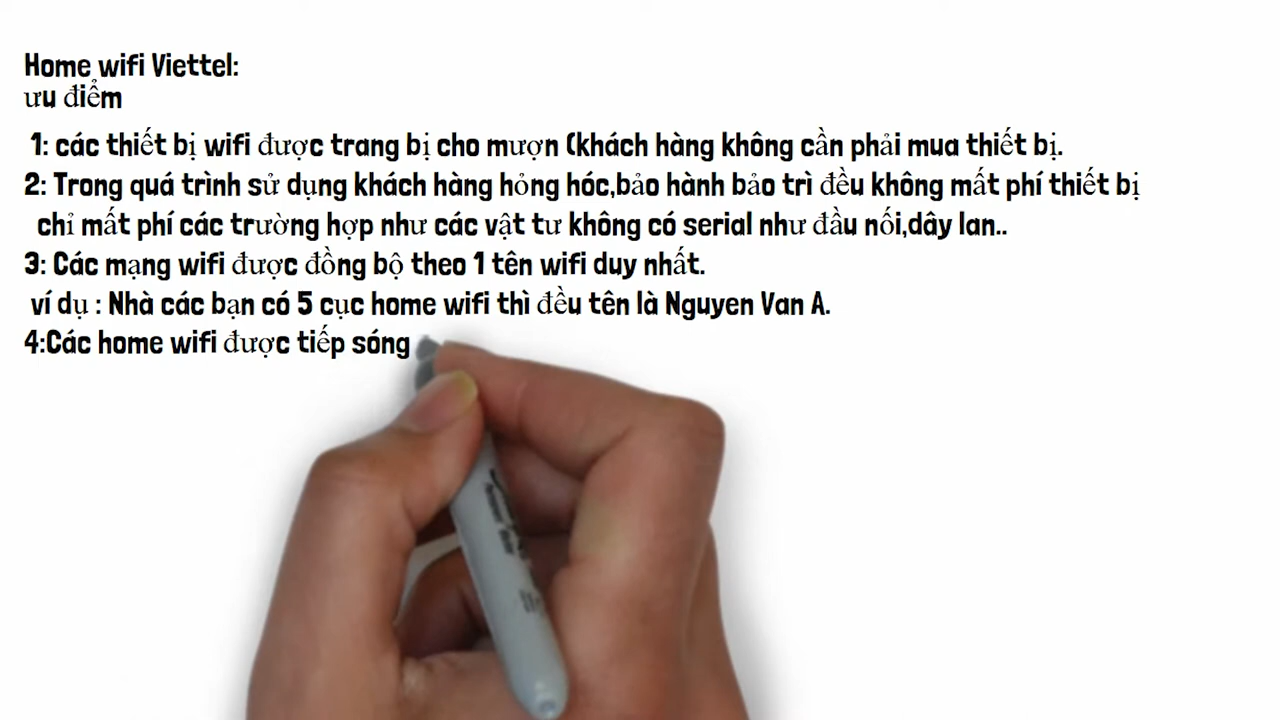 Home wifi Viettel:
ưu điểm
1: các thiết bị wifi được trang bị cho mượn (khách hàng không cần phải mua thiết bị.
2: Trong quá trình sử dụng khách hàng hỏng hóc,bảo hành bảo trì đều không mất phí thiết bị
chỉ mất phí các trường hợp như các vật tư không có serial như đầu nối,dây lan..
3: Các mạng wifi được đồng bộ theo 1 tên wifi duy nhất.
ví dụ : Nhà các bạn có 5 cục home wifi thì đều tên là Nguyen Van A.
4:Các home wifi được tiếp sóng